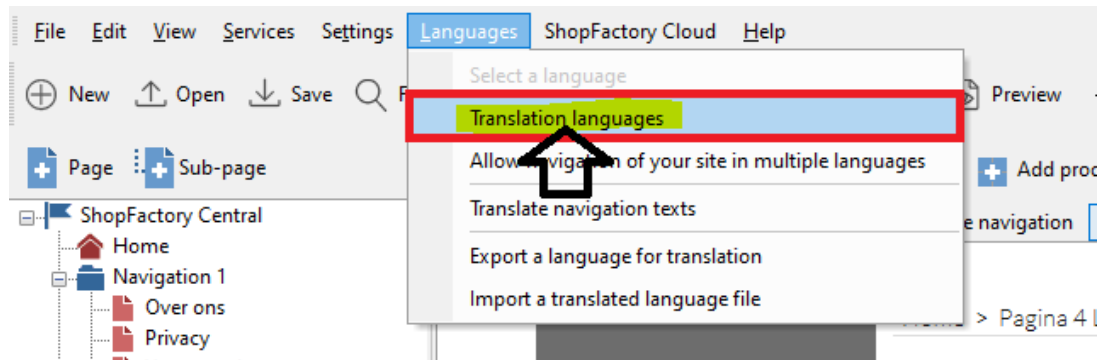 File Edit View Services Settings Languages ShopFactory Cloud Help
Select a language
New Open Save F Preview
Translation languages
Allow navigation of your site in multiple languages
Page Sub-page Add prod
Translate navigation texts
ShopFactory Central e navigation
Home
Export a language for translation
Navigation 1
Import a translated language file
Over ons > Pagina 4 L
Privacy